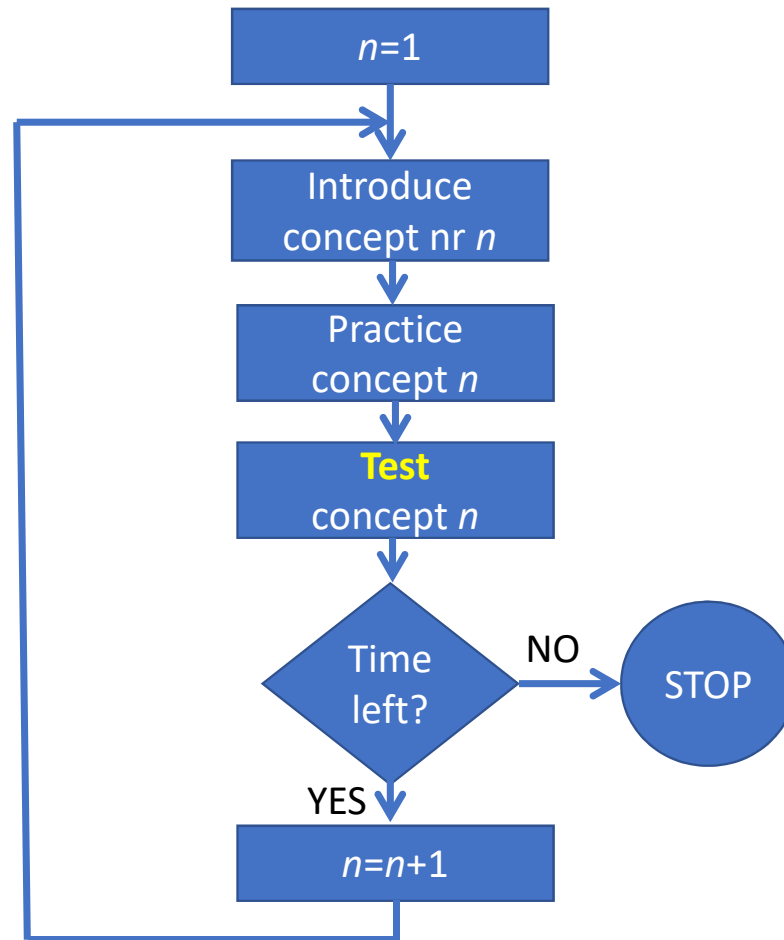 n=1
Introduce
concept nr n
Practice
concept n
Test
concept n
Time
left?
NO
STOP
YES
n=n+1